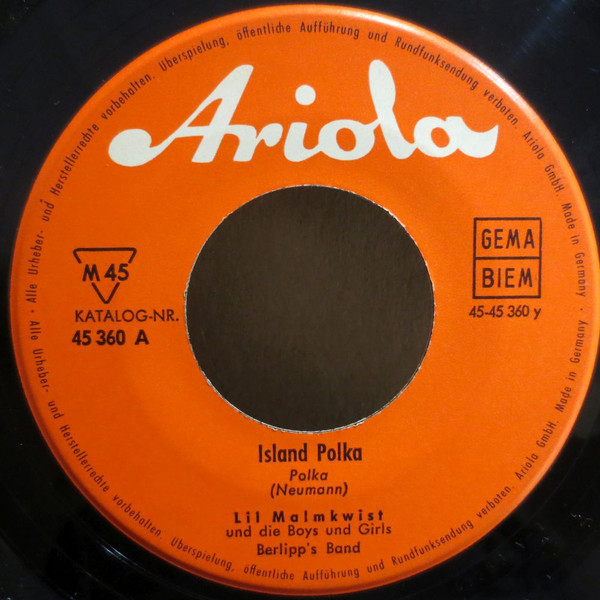 Alle Urheber- und Herstellerrechte vorbehalten. Überspielung, öffentliche Aufführung und Rundfunksendung verboten. Ariola GmbH. Made in Germany ·
Ariola
M 45
KATALOG-NR.
45 360 A
GEMA
BIEM
45-45 360 y
Island Polka
Polka
(Neumann)
Lil Malmkwist
und die Boys und Girls
Berlipp's Band
Alle Urheber- und Herstellerrechte vorbehalten. Überspielung, öffentliche Aufführung und Rundfunksendung verboten. Ariola GmbH. Made in Germany ·